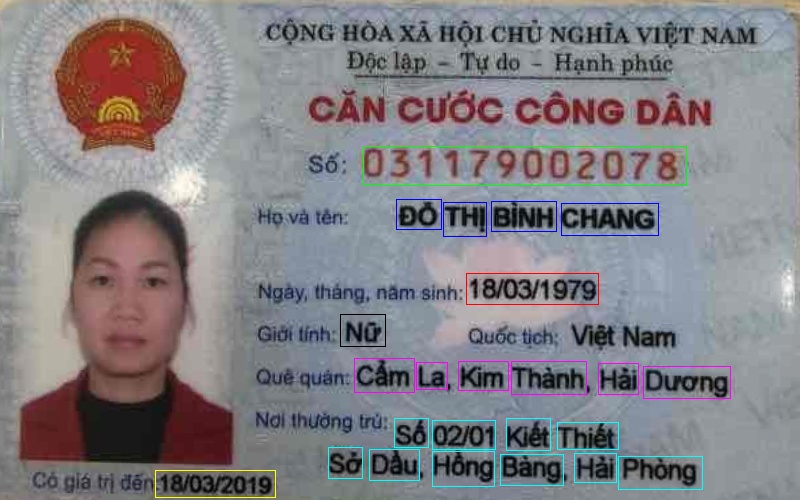 CỘNG HÒA XÃ HỘI CHỦ NGHĨA VIỆT NAM
Độc lập - Tự do - Hạnh phúc
CĂN CƯỚC CÔNG DÂN
Số: 031179002078
Họ và tên: ĐỖ THỊ BÌNH CHANG
Ngày, tháng, năm sinh: 18/03/1979
Giới tính: Nữ Quốc tịch: Việt Nam
Quê quán: Cẩm La, Kim Thành, Hải Dương
Nơi thường trú: Số 02/01 Kiết Thiết
Sở Dầu, Hồng Bàng, Hải Phòng
Có giá trị đến 18/03/2019